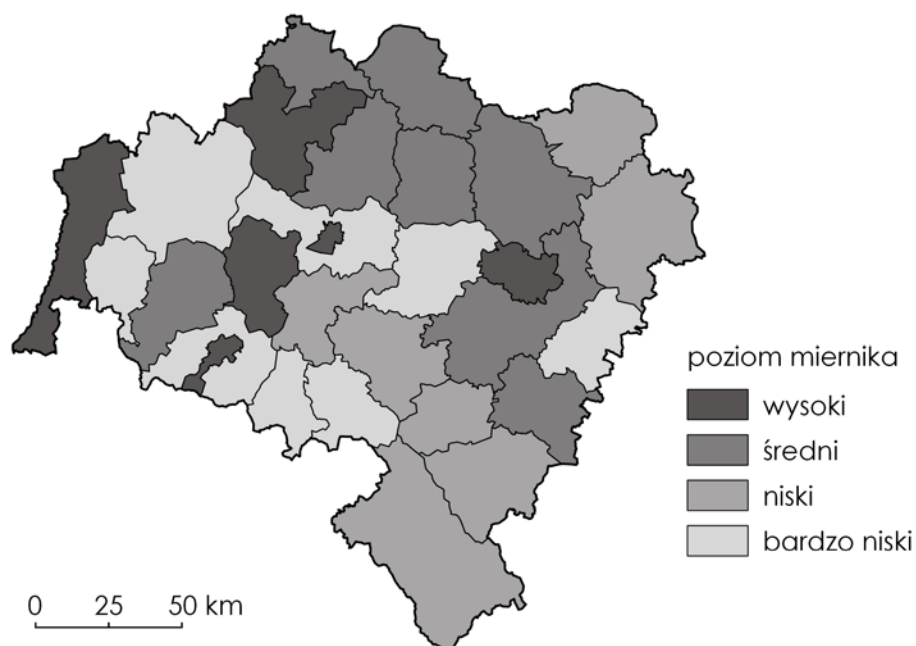 poziom miernika
wysoki
średni
niski
bardzo niski
0 25 50 km